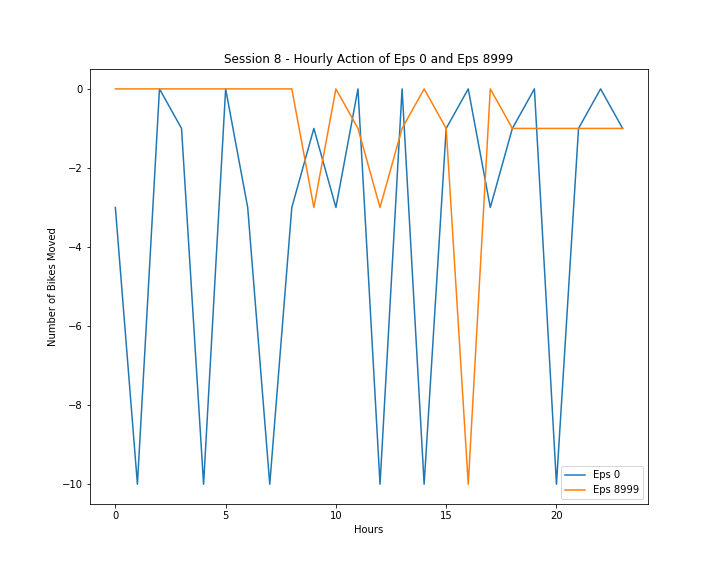 Session 8 - Hourly Action of Eps 0 and Eps 8999
Number of Bikes Moved
0
−2
−4
−6
−8
−10
0
5
10
15
20
Hours
Eps 0
Eps 8999